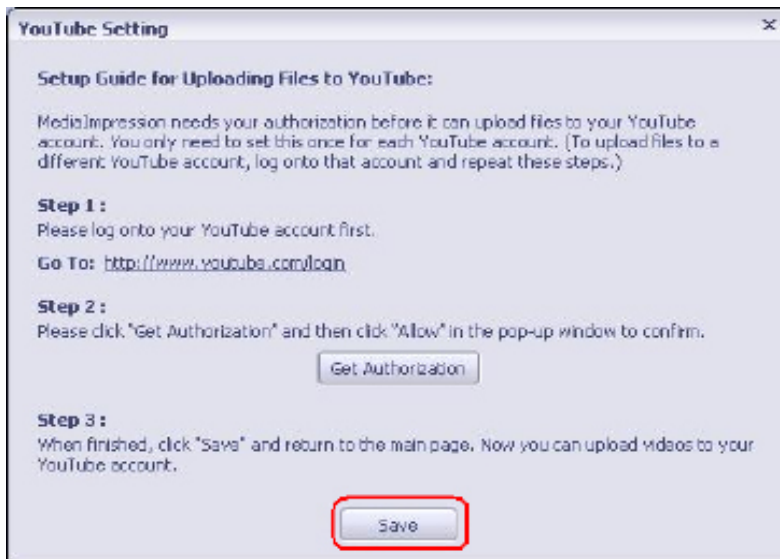 YouTube Setting
Setup Guide for Uploading Files to YouTube:
MediaImpression needs your authorization before it can upload files to your YouTube
account. You only need to set this once for each YouTube account. (To upload files to a
different YouTube account, log onto that account and repeat these steps.)
Step 1 :
Please log onto your YouTube account first.
Go To: http://www.youtube.com/login
Step 2 :
Please click "Get Authorization" and then click "Allow" in the pop-up window to confirm.
Get Authorization
Step 3 :
When finished, click "Save" and return to the main page. Now you can upload videos to your
YouTube account.
Save